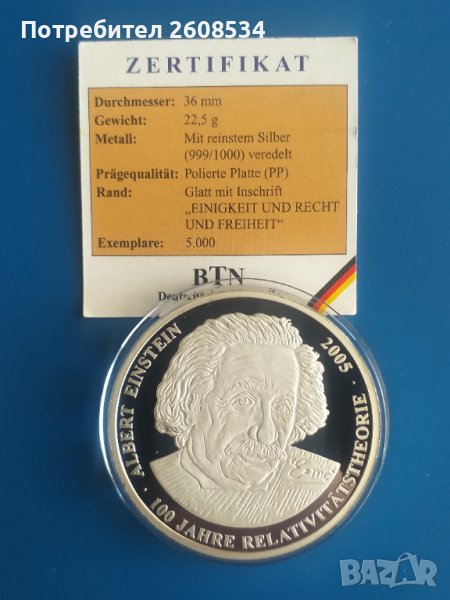 Потребител 2608534
ZERTIFIKAT
Durchmesser: 36 mm
Gewicht: 22,5 g
Metall: Mit reinstem Silber
(999/1000) veredelt
Prägequalität: Polierte Platte (PP)
Rand: Glatt mit Inschrift
„EINIGKEIT UND RECHT
UND FREIHEIT“
Exemplare: 5.000
BTN
ALBERT EINSTEIN
2005
· 100 JAHRE RELATIVITÄTSTHEORIE ·
BAZAR